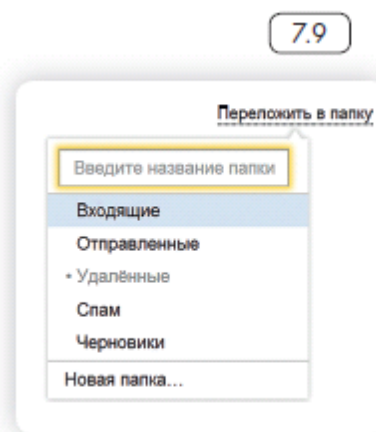 7.9
Переложить в папку
Введите название папки
Входящие
Отправленные
• Удалённые
Спам
Черновики
Новая папка...